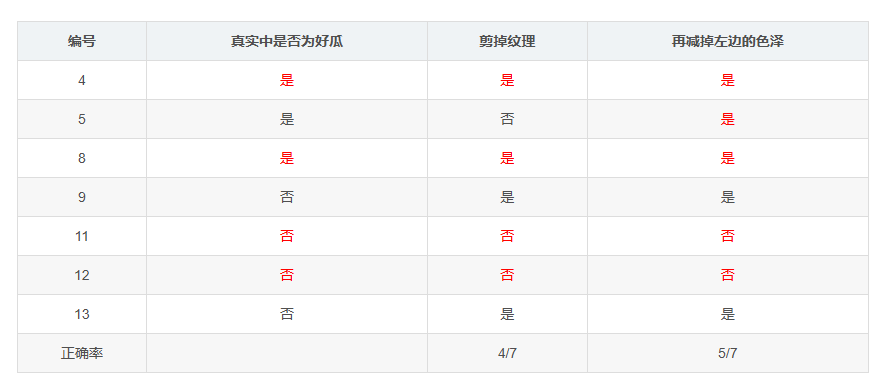 编号 真实中是否为好瓜 剪掉纹理 再减掉左边的色泽
4 是 是 是
5 是 否 是
8 是 是 是
9 否 是 是
11 否 否 否
12 否 否 否
13 否 是 是
正确率 4/7 5/7